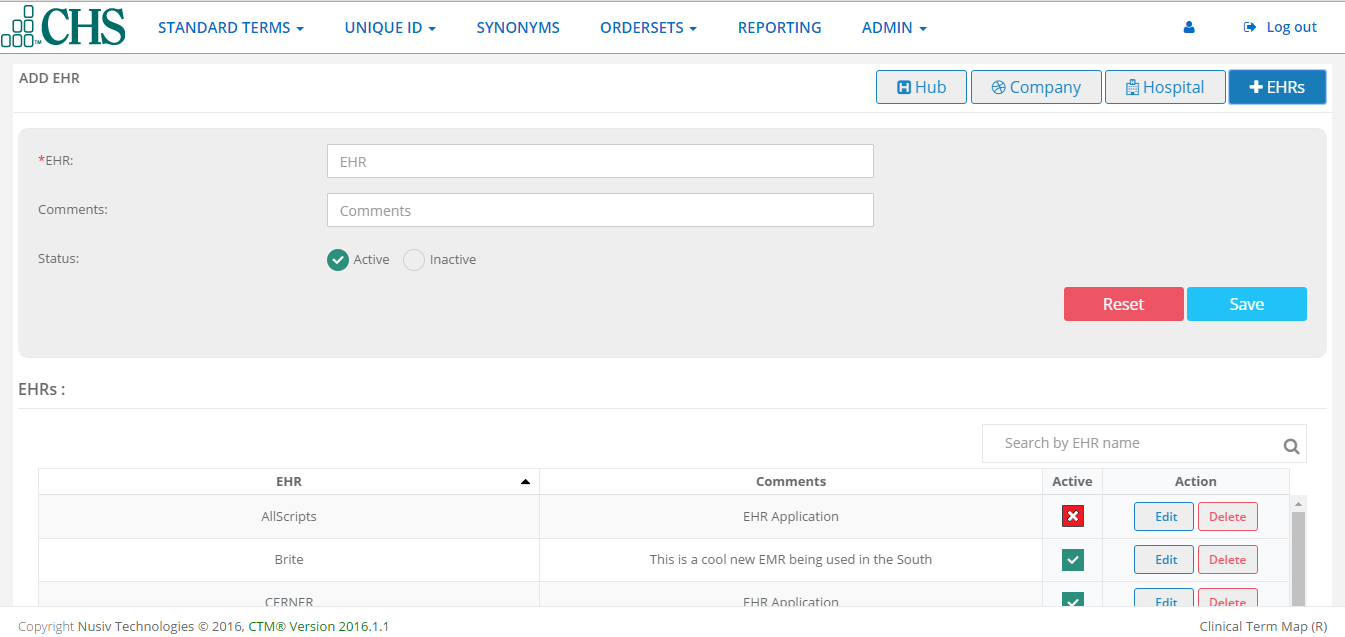 CHS STANDARD TERMS UNIQUE ID SYNONYMS ORDERSETS REPORTING ADMIN Log out
ADD EHR Hub Company Hospital EHRs
*EHR: EHR
Comments: Comments
Status: Active Inactive
Reset Save
EHRs :
Search by EHR name
EHR Comments Active Action
AllScripts EHR Application Edit Delete
Brite This is a cool new EMR being used in the South Edit Delete
CERNER EHR Application Edit Delete
Copyright Nusiv Technologies © 2016, CTM® Version 2016.1.1 Clinical Term Map (R)